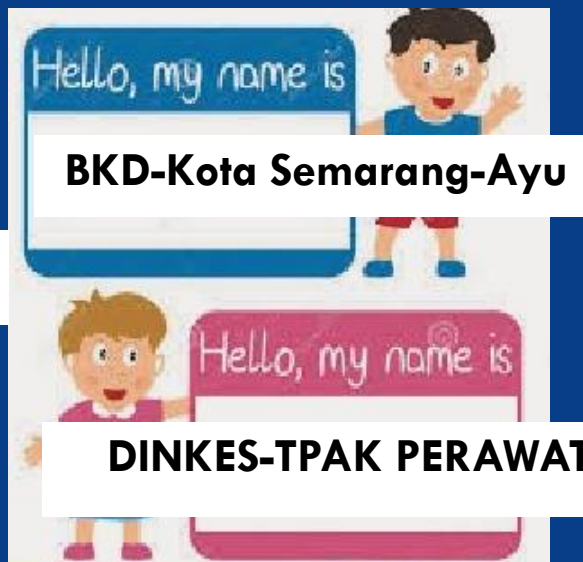 Hello, my name is
BKD-Kota Semarang-Ayu
Hello, my name is
DINKES-TPAK PERAWAT